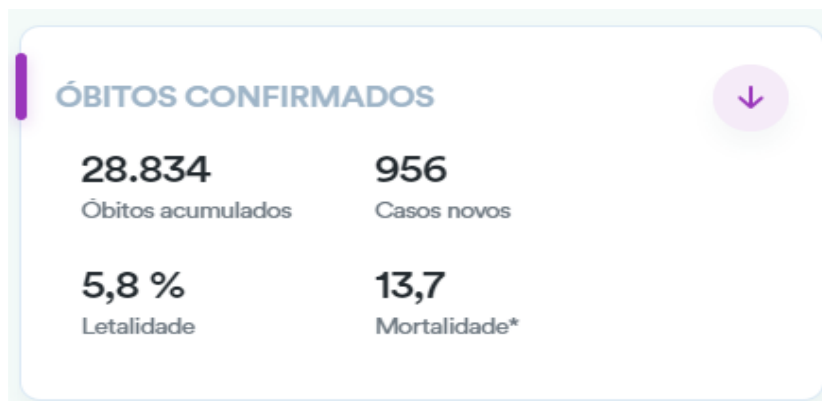 ÓBITOS CONFIRMADOS
28.834 956
Óbitos acumulados Casos novos
5,8 % 13,7
Letalidade Mortalidade*